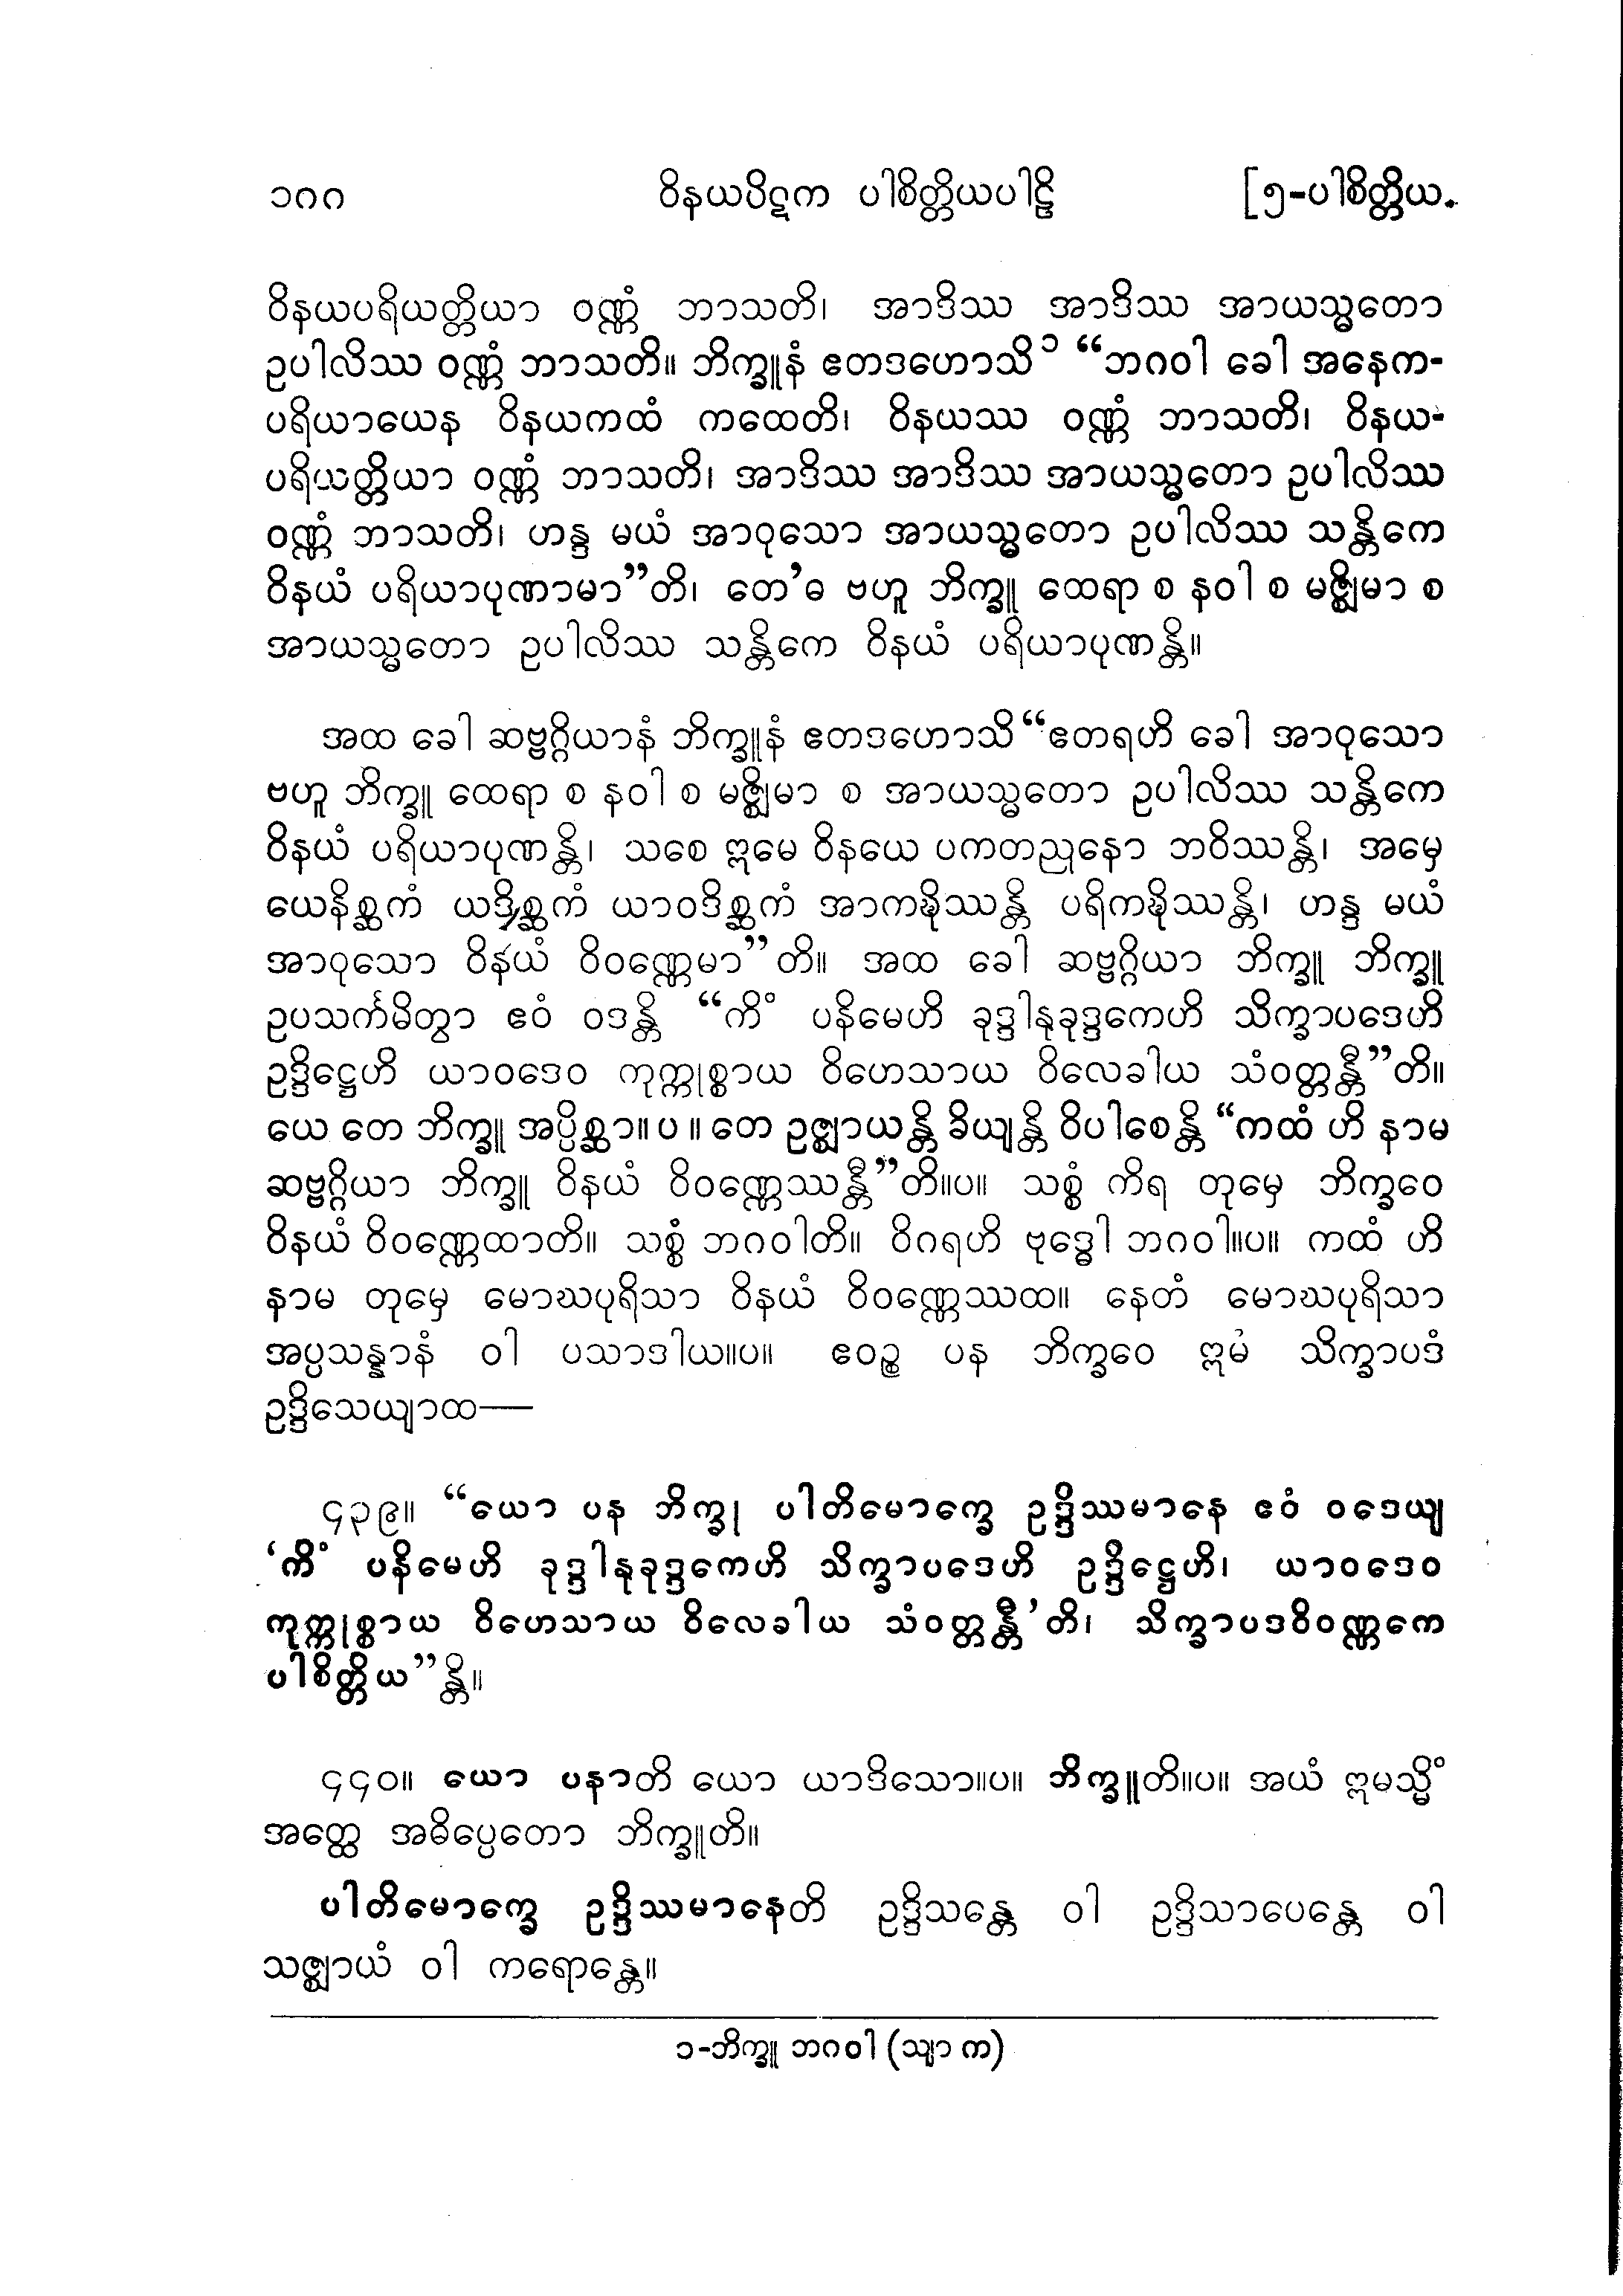 ၁၈၈ ဝိနယပိဋက ပါစိတ္တိယပါဠိ [၅-ပါစိတ္တိယ.
ဝိနယပရိယတ္တိယာ ဝဏ္ဏံ ဘာသတိ၊ အာဒိဿ အာဒိဿ အာယသ္မတော
ဥပါလိဿ ဝဏ္ဏံ ဘာသတိ။ ဘိက္ခူနံ ဧတဒဟောသိ ၁ “ဘဂဝါ ခေါ အနေက-
ပရိယာယေန ဝိနယကထံ ကထေတိ၊ ဝိနယဿ ဝဏ္ဏံ ဘာသတိ၊ ဝိနယ-
ပရိယတ္တိယာ ဝဏ္ဏံ ဘာသတိ၊ အာဒိဿ အာဒိဿ အာယသ္မတော ဥပါလိဿ
ဝဏ္ဏံ ဘာသတိ၊ ဟန္ဒ မယံ အာဝုသော အာယသ္မတော ဥပါလိဿ သန္တိကေ
ဝိနယံ ပရိယာပုဏာမာ”တိ၊ တေ’ဓ ဗဟူ ဘိက္ခူ ထေရာ စ နဝါ စ မဇ္ဈိမာ စ
အာယသ္မတော ဥပါလိဿ သန္တိကေ ဝိနယံ ပရိယာပုဏန္တိ။
အထ ခေါ ဆဗ္ဗဂ္ဂိယာနံ ဘိက္ခူနံ ဧတဒဟောသိ“ဧတရဟိ ခေါ အာဝုသော
ဗဟူ ဘိက္ခူ ထေရာ စ နဝါ စ မဇ္ဈိမာ စ အာယသ္မတော ဥပါလိဿ သန္တိကေ
ဝိနယံ ပရိယာပုဏန္တိ၊ သစေ ဣမေ ဝိနယေ ပကတညုနော ဘဝိဿန္တိ၊ အမှေ
ယေနိစ္ဆကံ ယဒိစ္ဆကံ ယာဝဒိစ္ဆကံ အာကဍ္ဎိဿန္တိ ပရိကဍ္ဎိဿန္တိ၊ ဟန္ဒ မယံ
အာဝုသော ဝိနယံ ဝိဝဏ္ဏေမာ”တိ။ အထ ခေါ ဆဗ္ဗဂ္ဂိယာ ဘိက္ခူ ဘိက္ခူ
ဥပသင်္ကမိတွာ ဧဝံ ဝဒန္တိ “ကိံ ပနိမေဟိ ခုဒ္ဒါနုခုဒ္ဒကေဟိ သိက္ခာပဒေဟိ
ဥဒ္ဒိဋ္ဌေဟိ ယာဝဒေဝ ကုက္ကုစ္စာယ ဝိဟေသာယ ဝိလေခါယ သံဝတ္တန္တီ”တိ။
ယေ တေ ဘိက္ခူ အပ္ပိစ္ဆာ။ပ။ တေ ဥဇ္ဈာယန္တိ ခိယျန္တိ ဝိပါစေန္တိ “ကထံ ဟိ နာမ
ဆဗ္ဗဂ္ဂိယာ ဘိက္ခူ ဝိနယံ ဝိဝဏ္ဏေဿန္တီ”တိ။ပ။ သစ္စံ ကိရ တုမှေ ဘိက္ခဝေ
ဝိနယံ ဝိဝဏ္ဏေထာတိ။ သစ္စံ ဘဂဝါတိ။ ဝိဂရဟိ ဗုဒ္ဓေါ ဘဂဝါ။ပ။ ကထံ ဟိ
နာမ တုမှေ မောဃပုရိသာ ဝိနယံ ဝိဝဏ္ဏေဿထ။ နေတံ မောဃပုရိသာ
အပ္ပသန္နာနံ ဝါ ပသာဒါယ။ပ။ ဧဝဉ္စ ပန ဘိက္ခဝေ ဣမံ သိက္ခာပဒံ
ဥဒ္ဒိသေယျာထ—
၄၃၉။ “ယော ပန ဘိက္ခု ပါတိမောက္ခေ ဥဒ္ဒိဿမာနေ ဧဝံ ဝဒေယျ
‘ကိံ ပနိမေဟိ ခုဒ္ဒါနုခုဒ္ဒကေဟိ သိက္ခာပဒေဟိ ဥဒ္ဒိဋ္ဌေဟိ၊ ယာဝဒေဝ
ကုက္ကုစ္စာယ ဝိဟေသာယ ဝိလေခါယ သံဝတ္တန္တီ’တိ၊ သိက္ခာပဒဝိဝဏ္ဏကေ
ပါစိတ္တိယ”န္တိ။
၄၄၀။ ယော ပနာတိ ယော ယာဒိသော။ပ။ ဘိက္ခူတိ။ပ။ အယံ ဣမသ္မိံ
အတ္ထေ အဓိပ္ပေတော ဘိက္ခူတိ။
ပါတိမောက္ခေ ဥဒ္ဒိဿမာနေတိ ဥဒ္ဒိသန္တေ ဝါ ဥဒ္ဒိသာပေန္တေ ဝါ
သဇ္ဈာယံ ဝါ ကရောန္တေ။
၁-ဘိက္ခူ ဘဂဝါ (သျာ က)